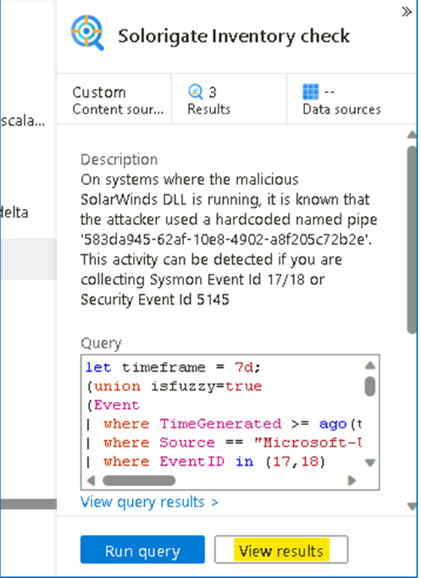 »
Solorigate Inventory check
Custom
Content sour...
3
Results
--
Data sources
scala...
delta
Description
On systems where the malicious
SolarWinds DLL is running, it is known that
the attacker used a hardcoded named pipe
'583da945-62af-10e8-4902-a8f205c72b2e'.
This activity can be detected if you are
collecting Sysmon Event Id 17/18 or
Security Event Id 5145
Query
let timeframe = 7d;
(union isfuzzy=true
(Event
| where TimeGenerated >= ago(t
| where Source == "Microsoft-
| where EventID in (17,18)
View query results >
Run query
View results